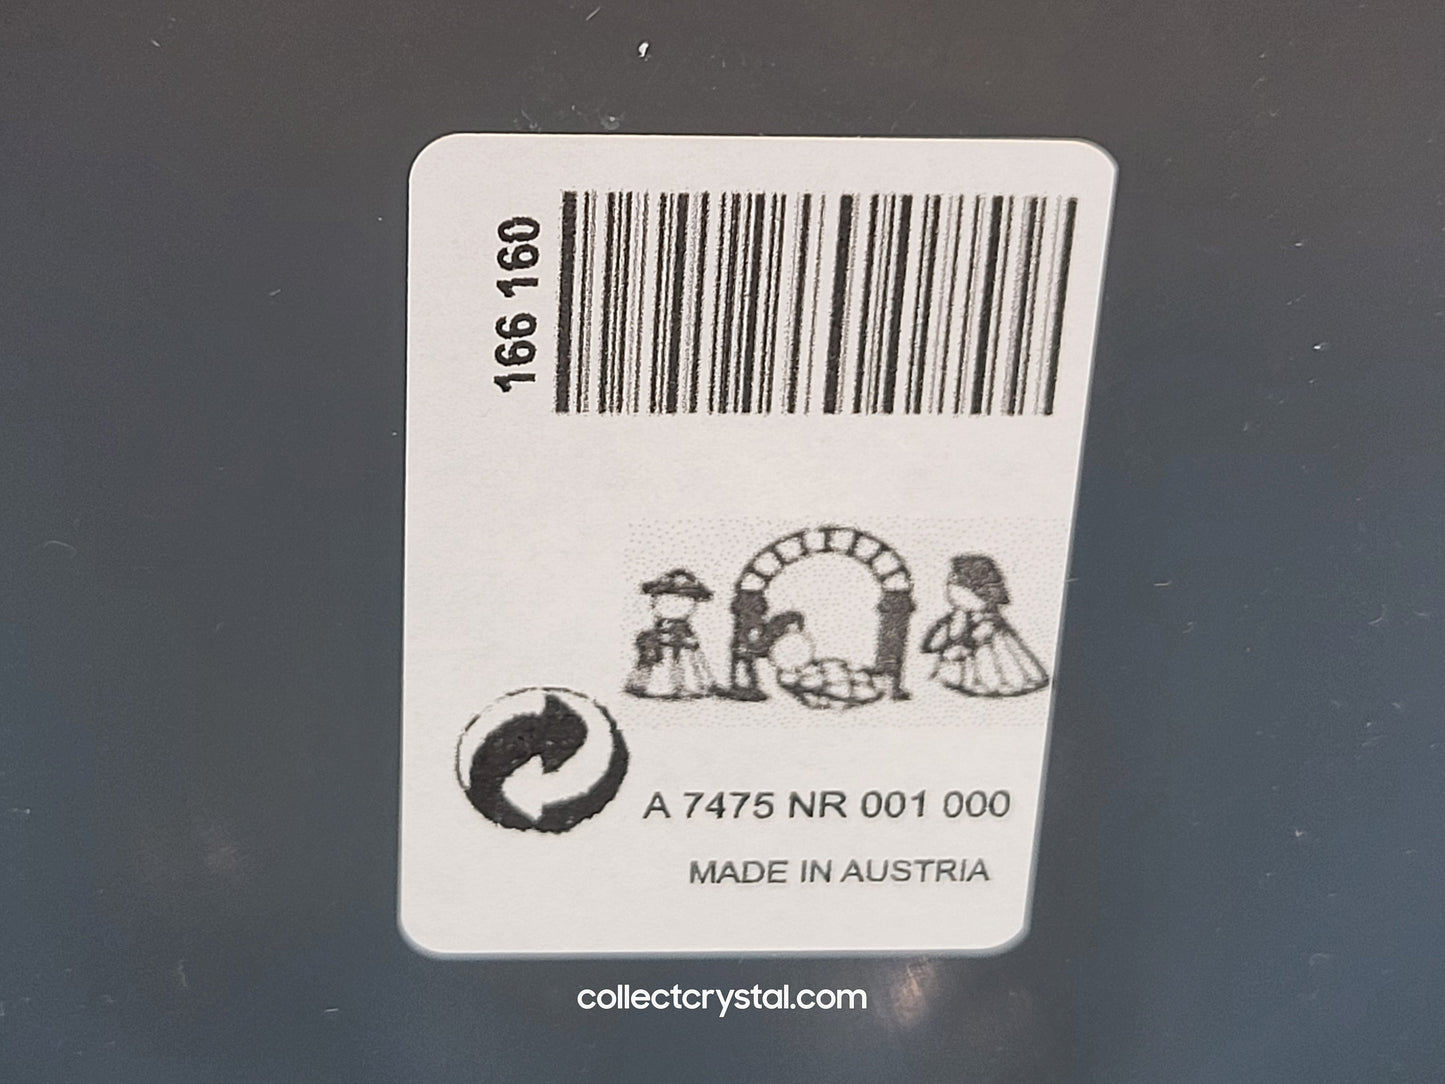 166 160
A 7475 NR 001 000
MADE IN AUSTRIA
collectcrystal.com